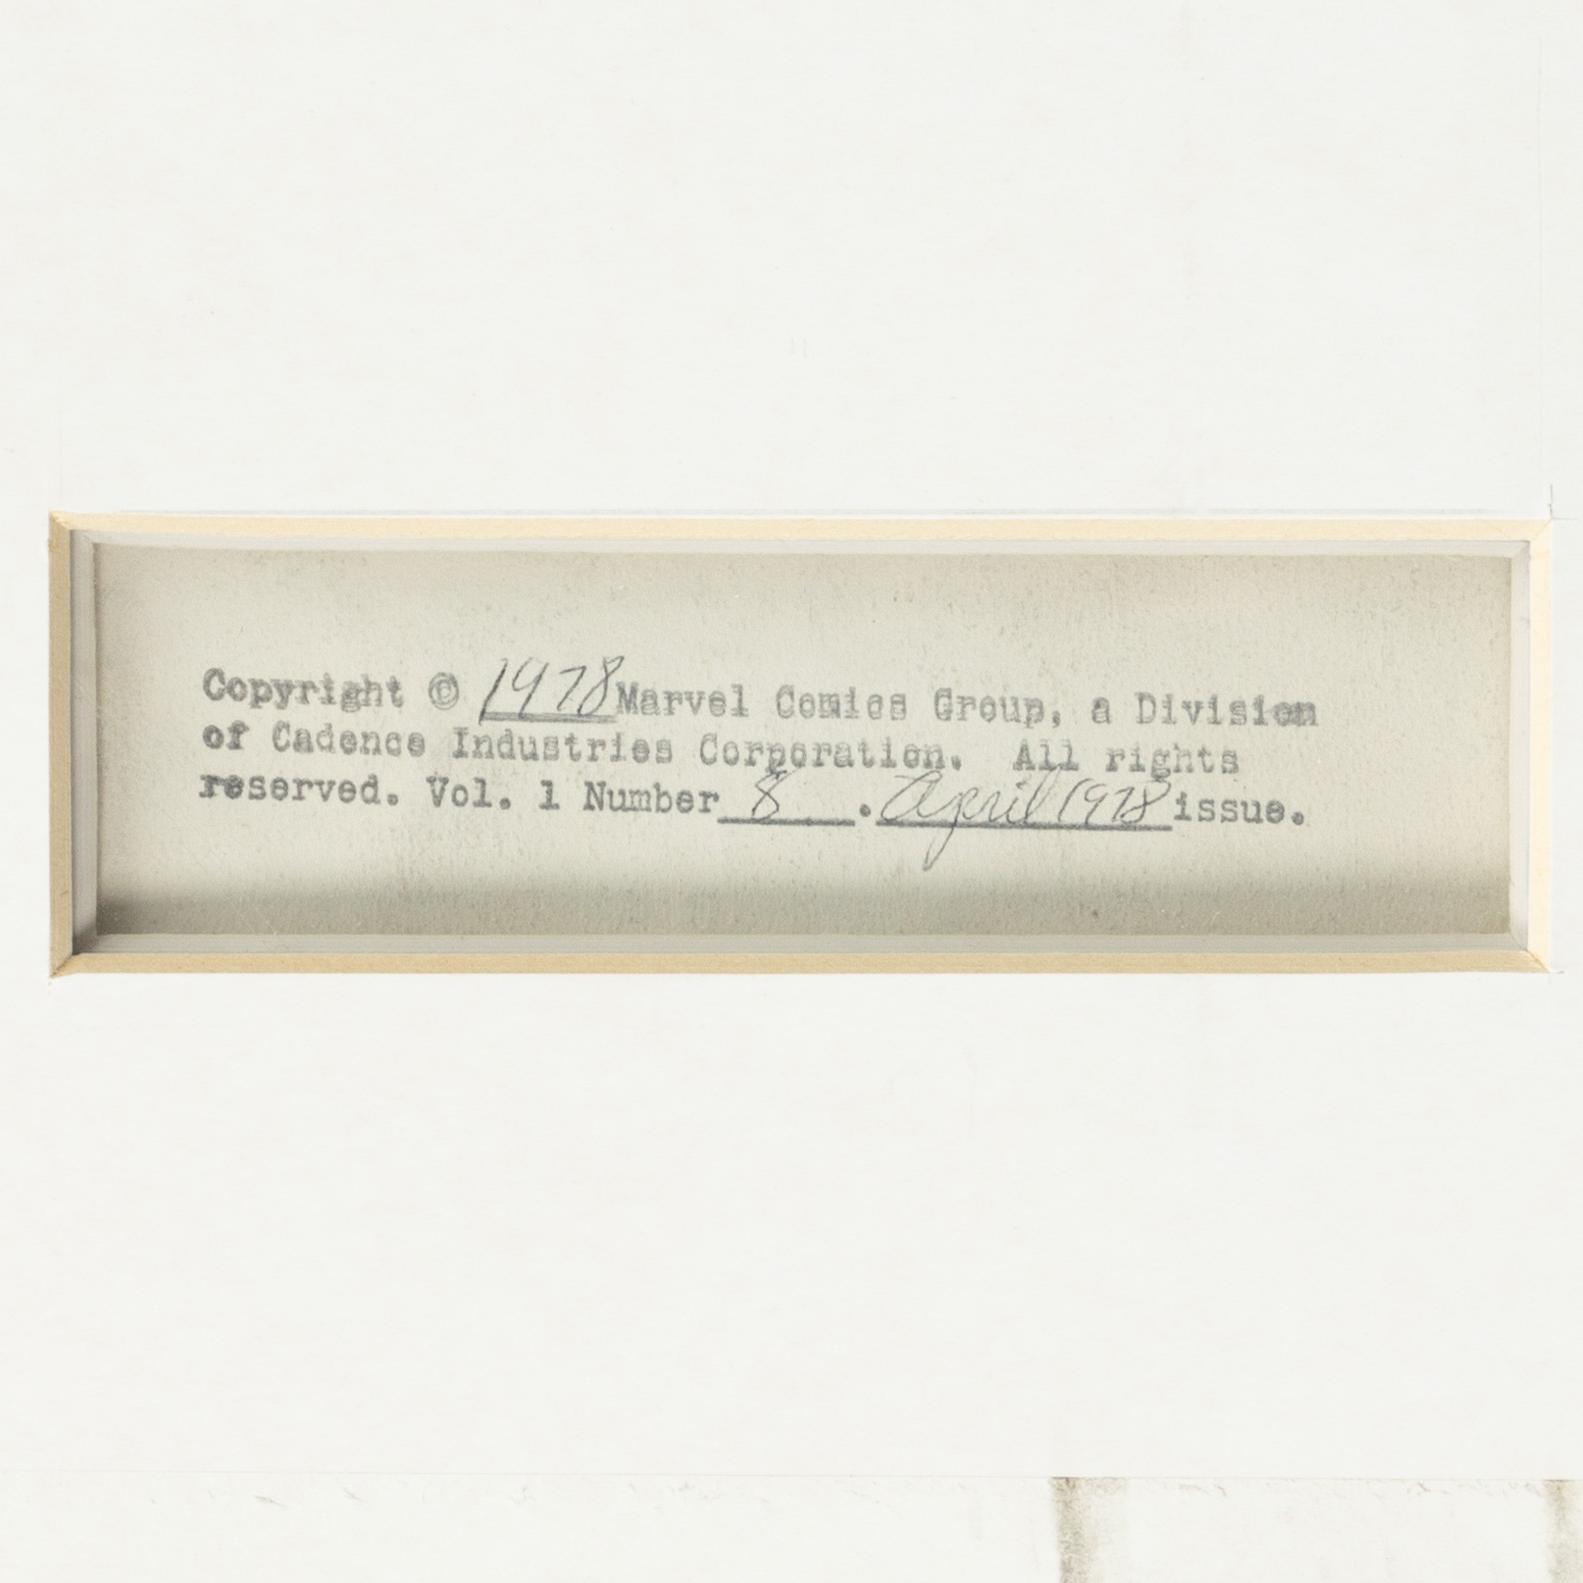 Copyright © 1978 Marvel Comics Group, a Division
of Cadence Industries Corporation. All rights
reserved. Vol. 1 Number 8 . April 1978 issue.